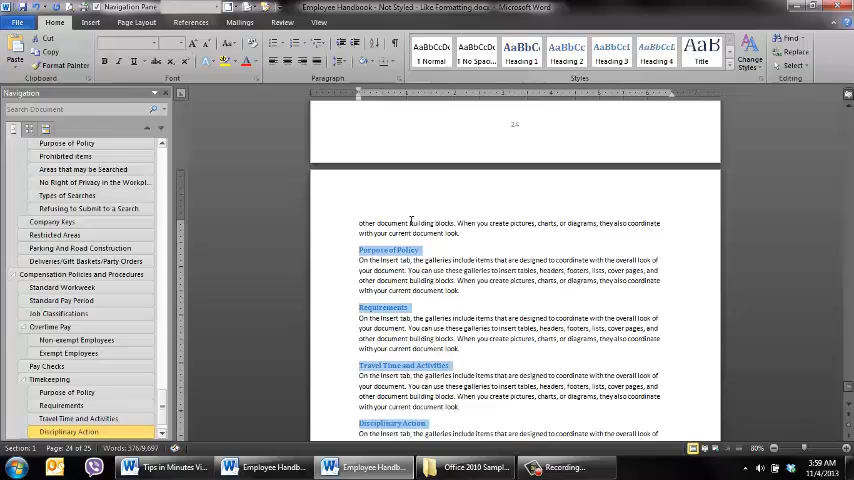 Navigation Pane
Employee Handbook - Not Styled - Like Formatting.docx - Microsoft Word
File Home Insert Page Layout References Mailings Review View
Cut
Copy
Format Painter
Paste
Clipboard
Font
Paragraph
AaBbCcDd AaBbCcDd AaBbC AaBbCc AaBbCcI AaBbCcL AaB
1 Normal 1 No Spac... Heading 1 Heading 2 Heading 3 Heading 4 Title
Styles
Change
Styles
Find
Replace
Select
Editing
Navigation
Search Document
Purpose of Policy
Prohibited items
Areas that may be Searched
No Right of Privacy in the Workpl...
Types of Searches
Refusing to Submit to a Search
Company Keys
Restricted Areas
Parking And Road Construction
Deliveries/Gift Baskets/Party Orders
Compensation Policies and Procedures
Standard Workweek
Standard Pay Period
Job Classifications
Overtime Pay
Non-exempt Employees
Exempt Employees
Pay Checks
Timekeeping
Purpose of Policy
Requirements
Travel Time and Activities
Disciplinary Action
24
other document building blocks. When you create pictures, charts, or diagrams, they also coordinate
with your current document look.
Purpose of Policy
On the Insert tab, the galleries include items that are designed to coordinate with the overall look of
your document. You can use these galleries to insert tables, headers, footers, lists, cover pages, and
other document building blocks. When you create pictures, charts, or diagrams, they also coordinate
with your current document look.
Requirements
On the Insert tab, the galleries include items that are designed to coordinate with the overall look of
your document. You can use these galleries to insert tables, headers, footers, lists, cover pages, and
other document building blocks. When you create pictures, charts, or diagrams, they also coordinate
with your current document look.
Travel Time and Activities
On the Insert tab, the galleries include items that are designed to coordinate with the overall look of
your document. You can use these galleries to insert tables, headers, footers, lists, cover pages, and
other document building blocks. When you create pictures, charts, or diagrams, they also coordinate
with your current document look.
Disciplinary Action
On the Insert tab, the galleries include items that are designed to coordinate with the overall look of
Section: 1 Page: 24 of 25 Words: 376/9,697
80%
Tips in Minutes Vi... Employee Handb... Employee Handb... Office 2010 Sampl... Recording...
3:59 AM
11/4/2013